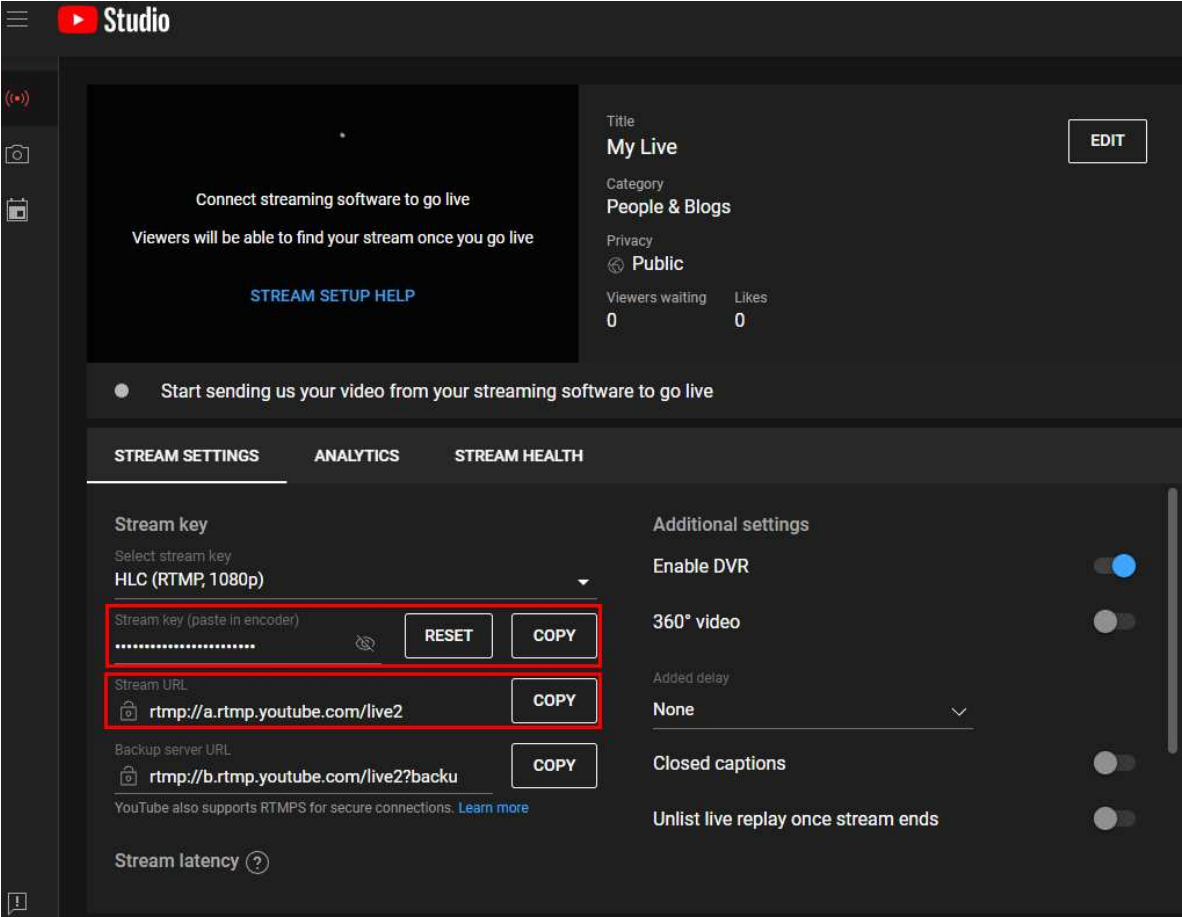 Studio
Connect streaming software to go live
Viewers will be able to find your stream once you go live
STREAM SETUP HELP
Title
My Live
EDIT
Category
People & Blogs
Privacy
Public
Viewers waiting Likes
0 0
Start sending us your video from your streaming software to go live
STREAM SETTINGS ANALYTICS STREAM HEALTH
Stream key
Select stream key
HLC (RTMP, 1080p)
Stream key (paste in encoder)
•••••••••••••••••••••••• RESET COPY
Stream URL
rtmp://a.rtmp.youtube.com/live2 COPY
Backup server URL
rtmp://b.rtmp.youtube.com/live2?backu COPY
YouTube also supports RTMPS for secure connections. Learn more
Stream latency ?
Additional settings
Enable DVR
360° video
Added delay
None
Closed captions
Unlist live replay once stream ends